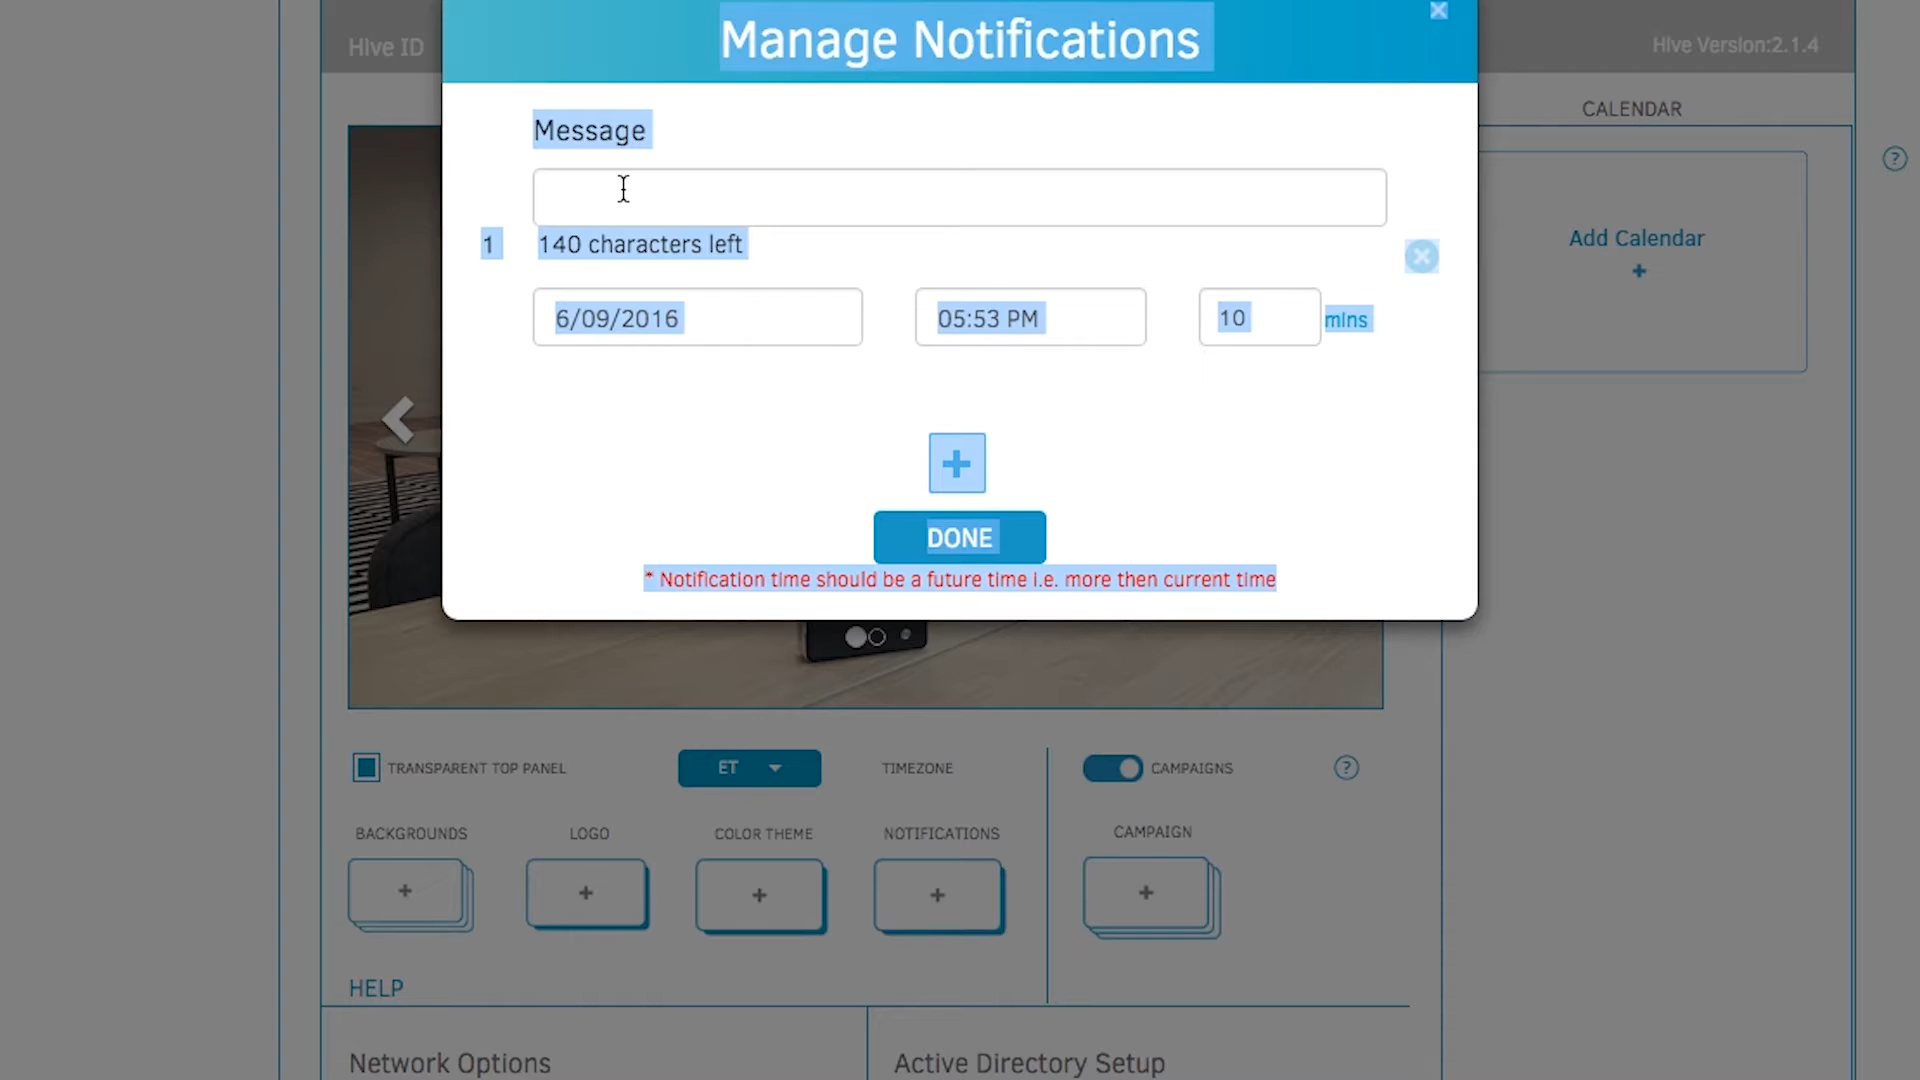 Hive ID
Manage Notifications
Hive Version:2.1.4
CALENDAR
Message
1
140 characters left
Add Calendar
+
6/09/2016
05:53 PM
10
mins
+
DONE
* Notification time should be a future time i.e. more then current time
TRANSPARENT TOP PANEL
ET
TIMEZONE
CAMPAIGNS
?
?
BACKGROUNDS
LOGO
COLOR THEME
NOTIFICATIONS
CAMPAIGN
+
+
+
+
+
HELP
Network Options
Active Directory Setup